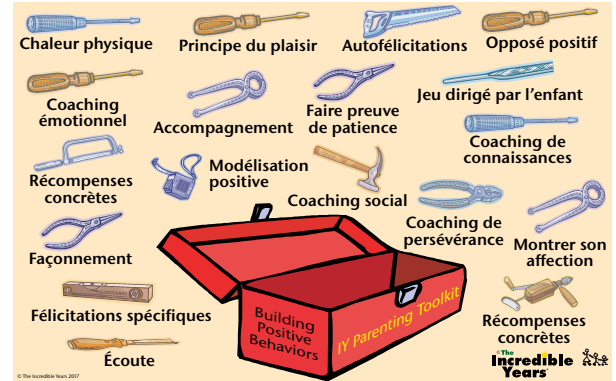 Chaleur physique
Principe du plaisir
Autofélicitations
Opposé positif
Coaching
émotionnel
Accompagnement
Faire preuve
de patience
Jeu dirigé par l'enfant
Coaching de
connaissances
Récompenses
concrètes
Modélisation
positive
Coaching social
Coaching de
persévérance
Montrer son
affection
Façonnement
Félicitations spécifiques
Écoute
Building
Positive
Behaviors
IY Parenting Toolkit
Récompenses
concrètes
©The
Incredible
Years®
© The Incredible Years 2017